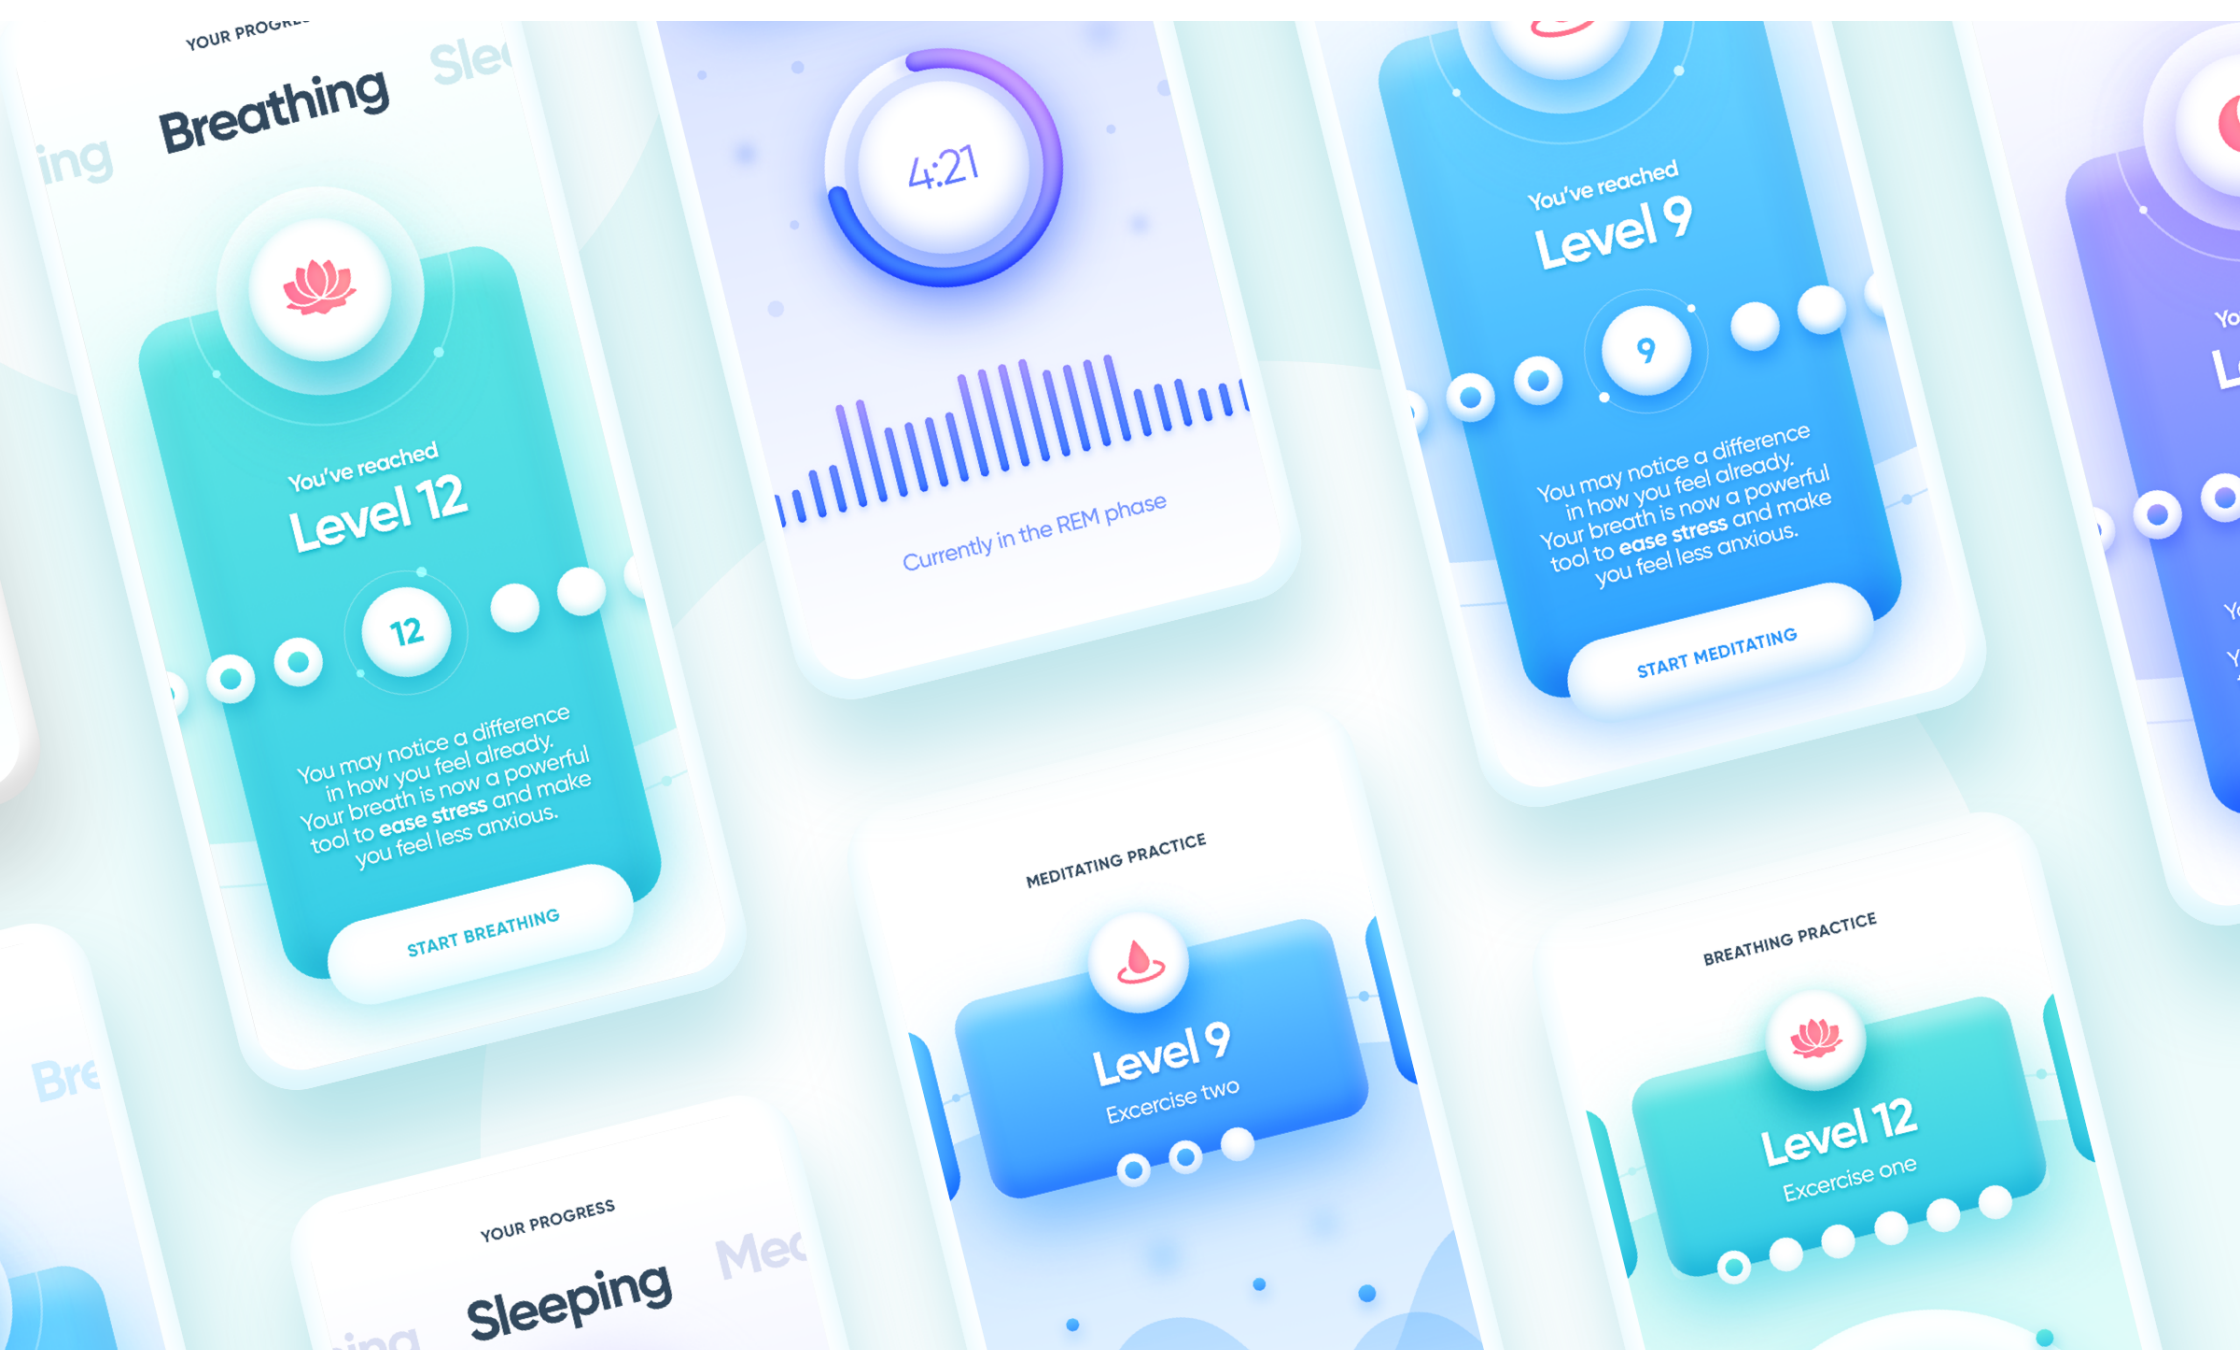 YOUR PROGRE
Breathing
You've reached
Level 12
12
You may notice a difference
in how you feel already.
Your breath is now a powerful
tool to ease stress and make
you feel less anxious.
START BREATHING
4:21
Currently in the REM phase
You've reached
Level 9
9
You may notice a difference
in how you feel already.
Your breath is now a powerful
tool to ease stress and make
you feel less anxious.
START MEDITATING
YOUR PROGRESS
Sleeping
MEDITATING PRACTICE
Level 9
Excercise two
BREATHING PRACTICE
Level 12
Excercise one